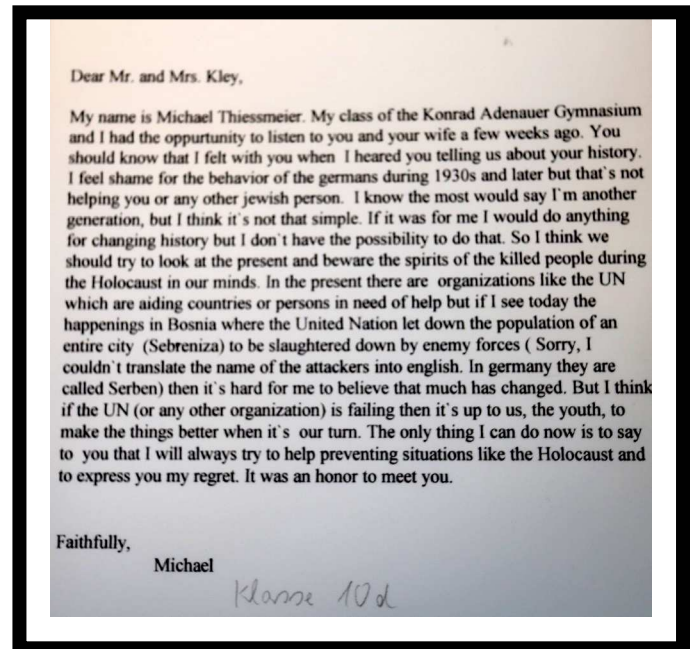 Dear Mr. and Mrs. Kley,
My name is Michael Thiessmeier. My class of the Konrad Adenauer Gymnasium
and I had the oppurtunity to listen to you and your wife a few weeks ago. You
should know that I felt with you when I heared you telling us about your history.
I feel shame for the behavior of the germans during 1930s and later but that's not
helping you or any other jewish person. I know the most would say I`m another
generation, but I think it`s not that simple. If it was for me I would do anything
for changing history but I don`t have the possibility to do that. So I think we
should try to look at the present and beware the spirits of the killed people during
the Holocaust in our minds. In the present there are organizations like the UN
which are aiding countries or persons in need of help but if I see today the
happenings in Bosnia where the United Nation let down the population of an
entire city (Sebreniza) to be slaughtered down by enemy forces ( Sorry, I
couldn`t translate the name of the attackers into english. In germany they are
called Serben) then it`s hard for me to believe that much has changed. But I think
if the UN (or any other organization) is failing then it`s up to us, the youth, to
make the things better when it`s our turn. The only thing I can do now is to say
to you that I will always try to help preventing situations like the Holocaust and
to express you my regret. It was an honor to meet you.
Faithfully,
Michael
Klasse 10d